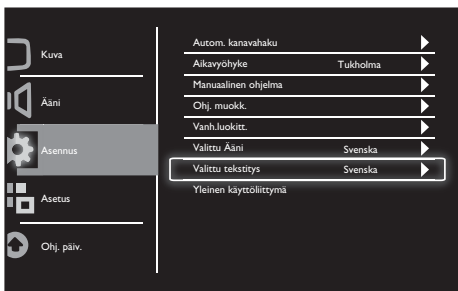 Kuva
Ääni
Asennus
Asetus
Ohj. päiv.
Autom. kanavahaku
Aikavyöhyke Tukholma
Manuaalinen ohjelma
Ohj. muokk.
Vanh.luokitt.
Valittu Ääni Svenska
Valittu tekstitys Svenska
Yleinen käyttöliittymä